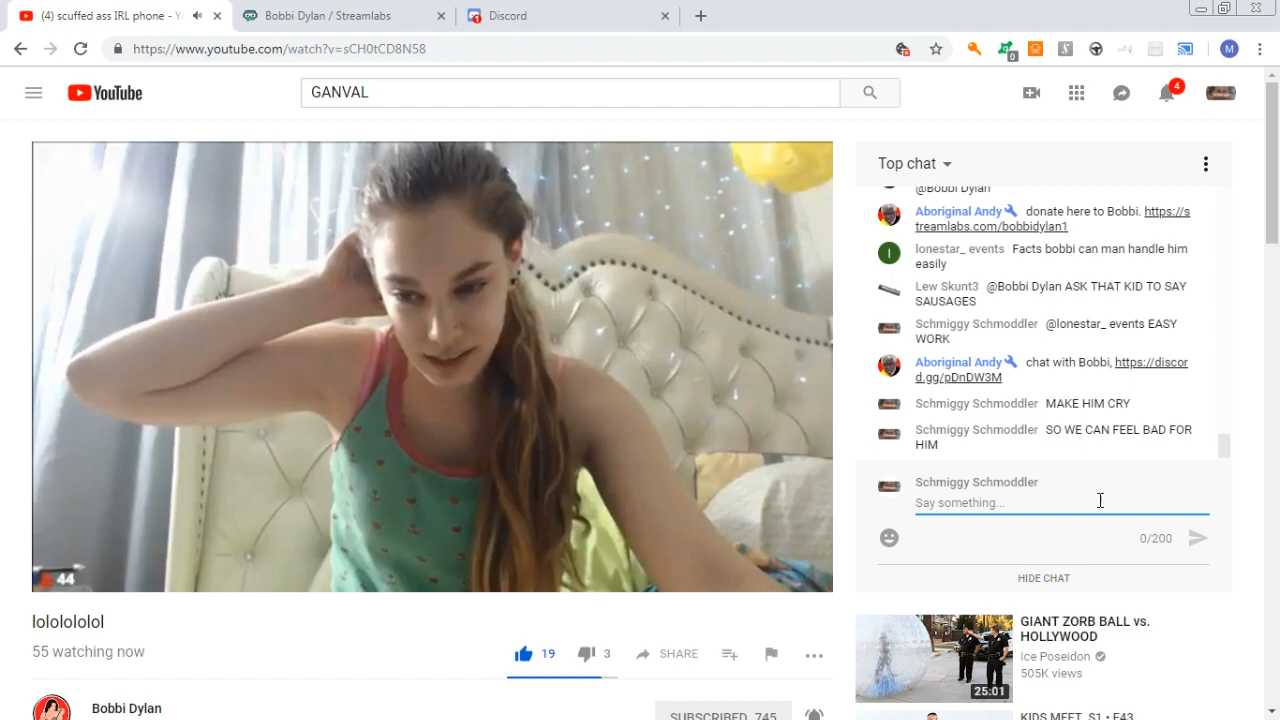 (4) scuffed ass IRL phone - Y
Bobbi Dylan / Streamlabs
Discord
https://www.youtube.com/watch?v=sCH0tCD8N58
0
M
YouTube
GANVAL
4
Top chat
@Bobbi Dylan
Aboriginal Andy donate here to Bobbi. https://s
treamlabs.com/bobbidylan1
lonestar_ events Facts bobbi can man handle him
easily
Lew Skunt3 @Bobbi Dylan ASK THAT KID TO SAY
SAUSAGES
Schmiggy Schmoddler @lonestar_ events EASY
WORK
Aboriginal Andy chat with Bobbi, https://discor
d.gg/pDnDW3M
Schmiggy Schmoddler MAKE HIM CRY
Schmiggy Schmoddler SO WE CAN FEEL BAD FOR
HIM
Schmiggy Schmoddler
Say something...
0/200
HIDE CHAT
44
lolololololol
55 watching now
19
3
SHARE
Bobbi Dylan
SUBSCRIBED 745
GIANT ZORB BALL vs.
HOLLYWOOD
Ice Poseidon
505K views
25:01
KIDS MEET. S1 • E43